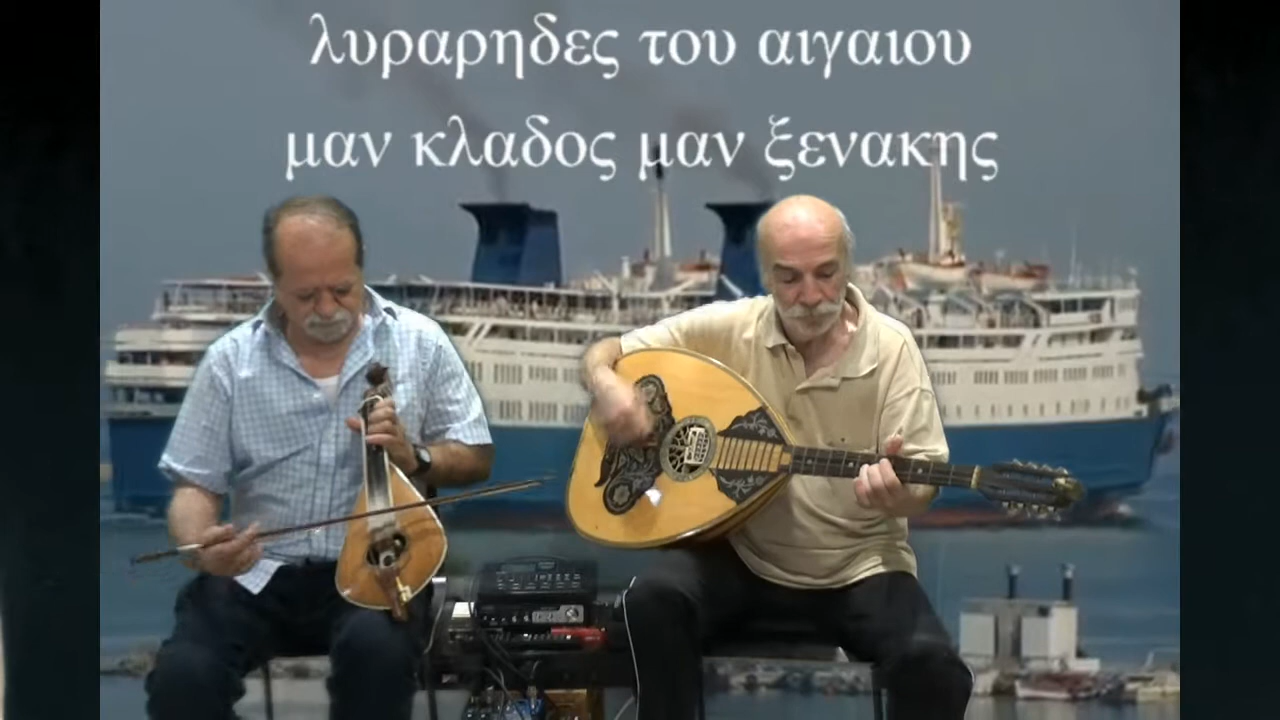 λυραρηδες του αιγαιου
μαν κλαδος μαν ξενακης